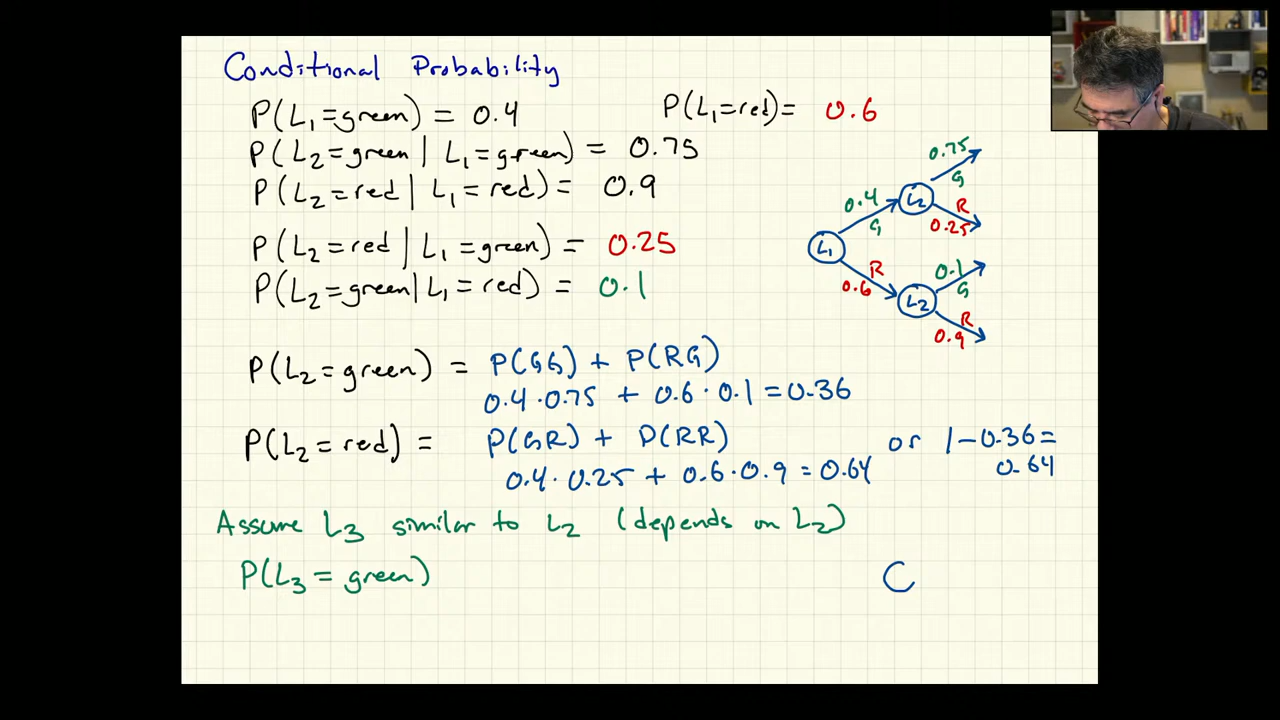 Conditional Probability
P(L₁=green) = 0.4
P(L₁=red)= 0.6
P(L₂=green | L₁=green) = 0.75
P(L₂=red | L₁=red) = 0.9
P(L₂=red | L₁=green) = 0.25
P(L₂=green | L₁=red) = 0.1
0.75
G
L₂
0.4
G
R
0.25
L₁
R
0.6
0.1
G
L₂
R
0.9
P(L₂=green) = P(GG) + P(RG)
0.4·0.75 + 0.6·0.1 = 0.36
P(L₂=red) = P(GR) + P(RR) or 1-0.36=
0.4·0.25 + 0.6·0.9 = 0.64 0.64
Assume L₃ similar to L₂ (depends on L₂)
P(L₃=green)